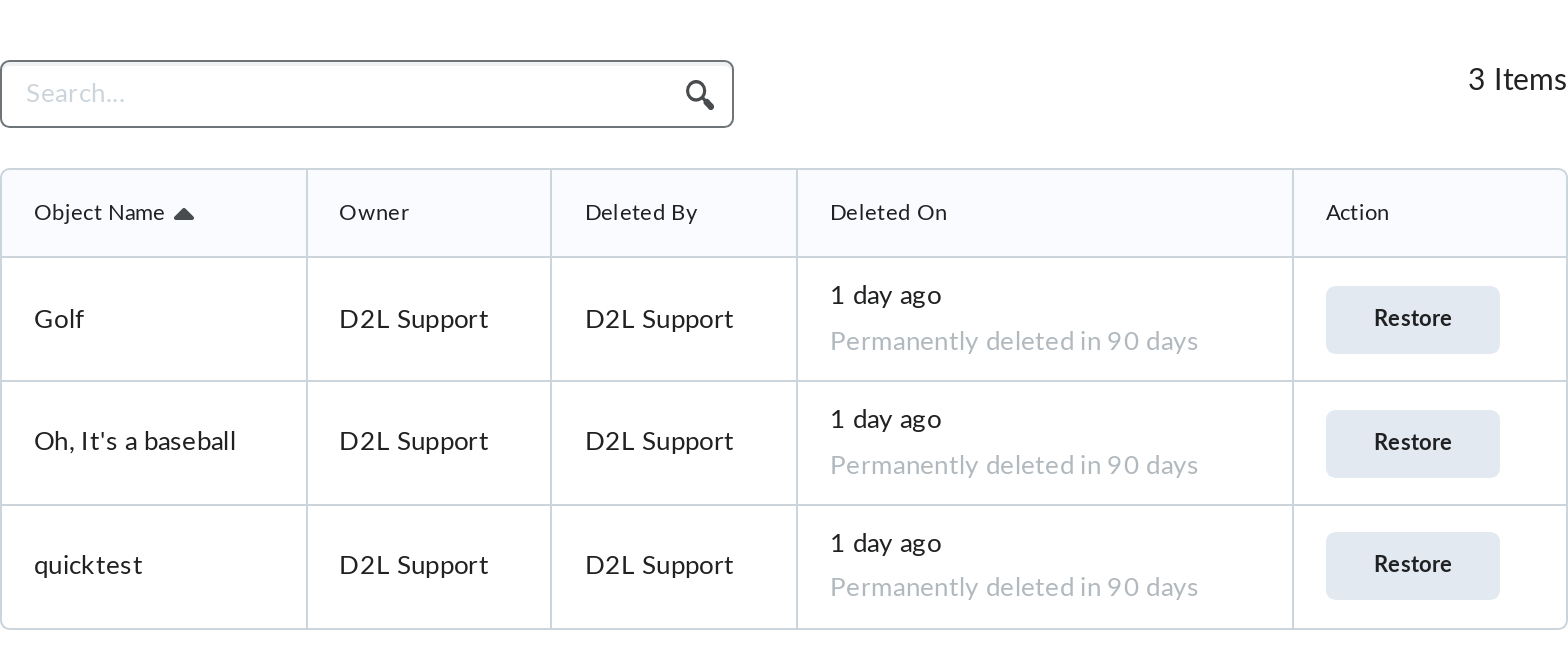 Search...
3 Items
Object Name
Owner
Deleted By
Deleted On
Action
Golf
D2L Support
D2L Support
1 day ago
Permanently deleted in 90 days
Restore
Oh, It's a baseball
D2L Support
D2L Support
1 day ago
Permanently deleted in 90 days
Restore
quicktest
D2L Support
D2L Support
1 day ago
Permanently deleted in 90 days
Restore